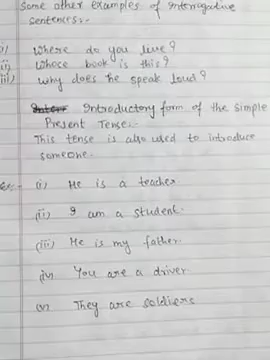 Some other examples of interrogative
sentences:-
i) Where do you live?
ii) Whose book is this?
iii) Why does he speak loud?
Introductory form of the simple
Present Tense:-
This tense is also used to introduce
someone.
Ex:- (i) He is a teacher.
(ii) I am a student.
(iii) He is my father.
(iv) You are a driver
(v) They are soldiers